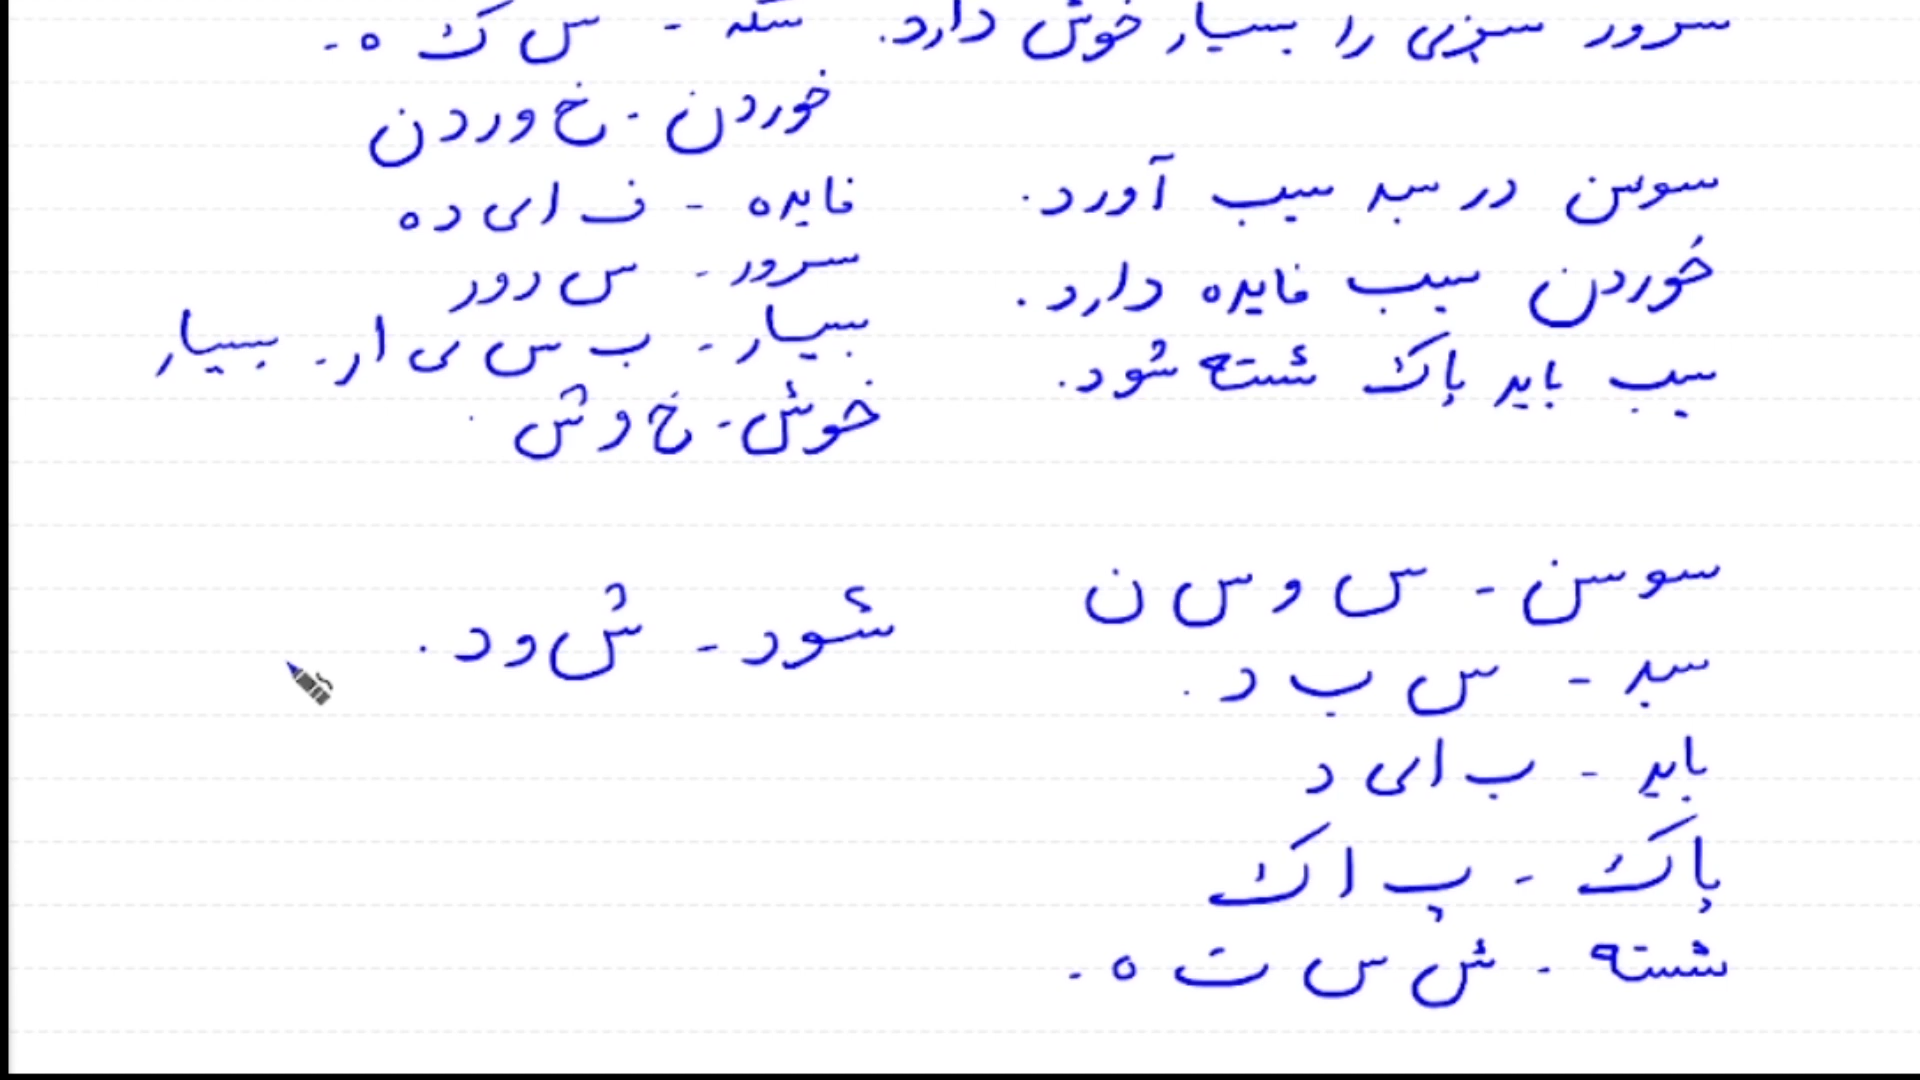 سرور سبزی را بسیار خوش دارد.
سوسن در سبد سیب آورد.
خوردن سیب فایده دارد.
سیب باید پاک شسته شود.
سکه - س ک ه.
خوردن - خ و ر د ن
فایده - ف ا ی د ه
سرور - س ر و ر
بسیار - ب س ی ا ر - بسیار
خوش - خ و ش
سوسن - س و س ن
سبد - س ب د.
باید - ب ا ی د
پاک - پ ا ک
شسته - ش س ت ه.
شود - ش و د.